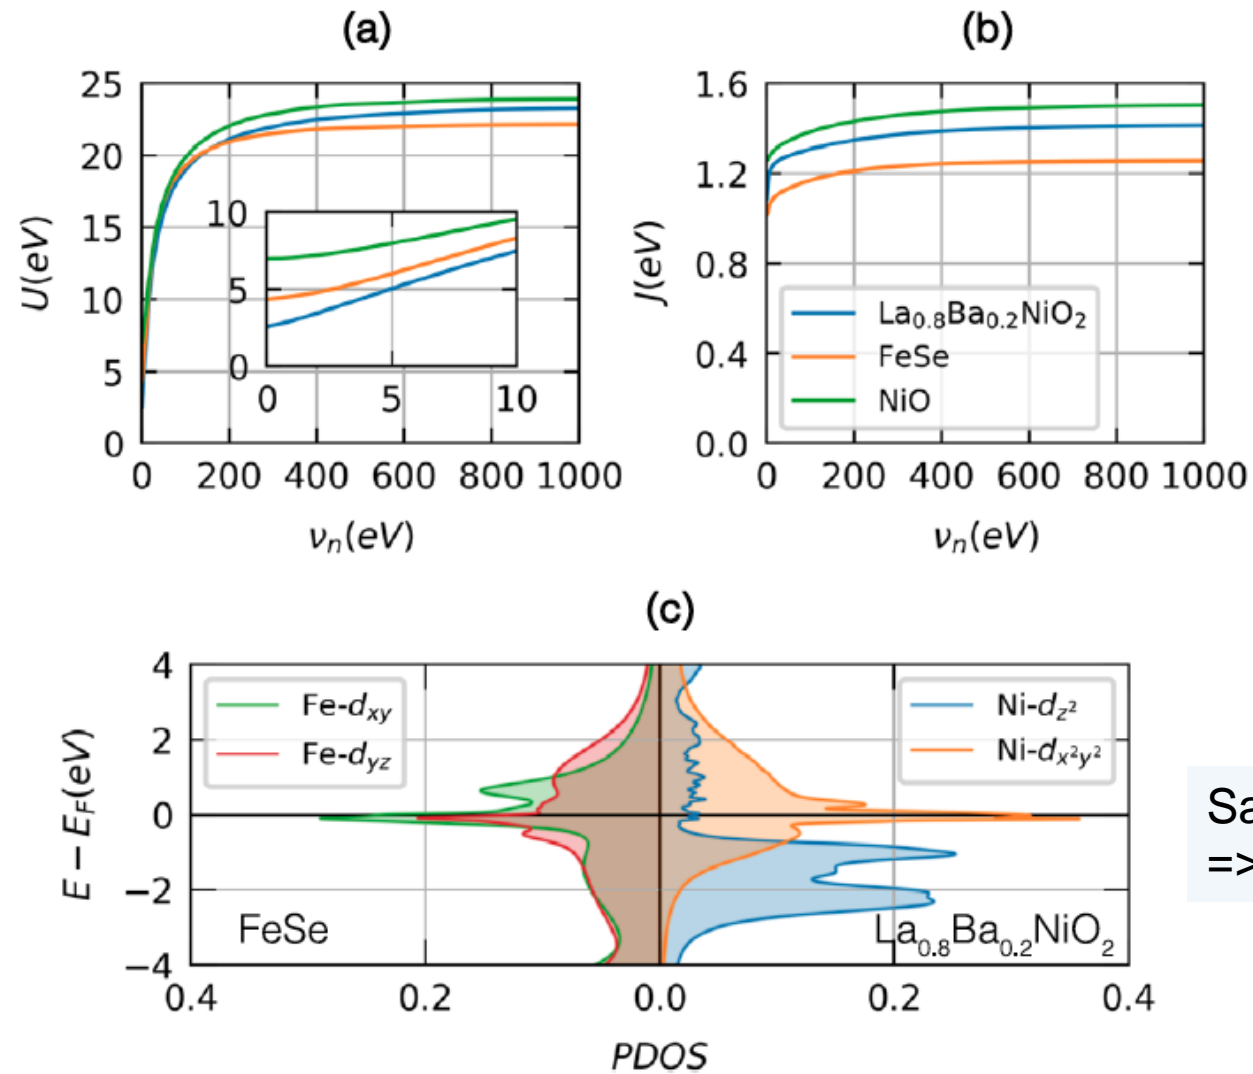 (a)
(b)
25
20
15
10
5
0
U(eV)
10
5
0
0 5 10
0 200 400 600 800 1000
νn(eV)
1.6
1.2
0.8
0.4
0.0
J(eV)
La0.8Ba0.2NiO2
FeSe
NiO
0 200 400 600 800 1000
νn(eV)
(c)
4
2
0
−2
−4
E − EF(eV)
Fe-dxy
Fe-dyz
Ni-dz2
Ni-dx2y2
FeSe
La0.8Ba0.2NiO2
0.4 0.2 0.0 0.2 0.4
PDOS
Sa
=>